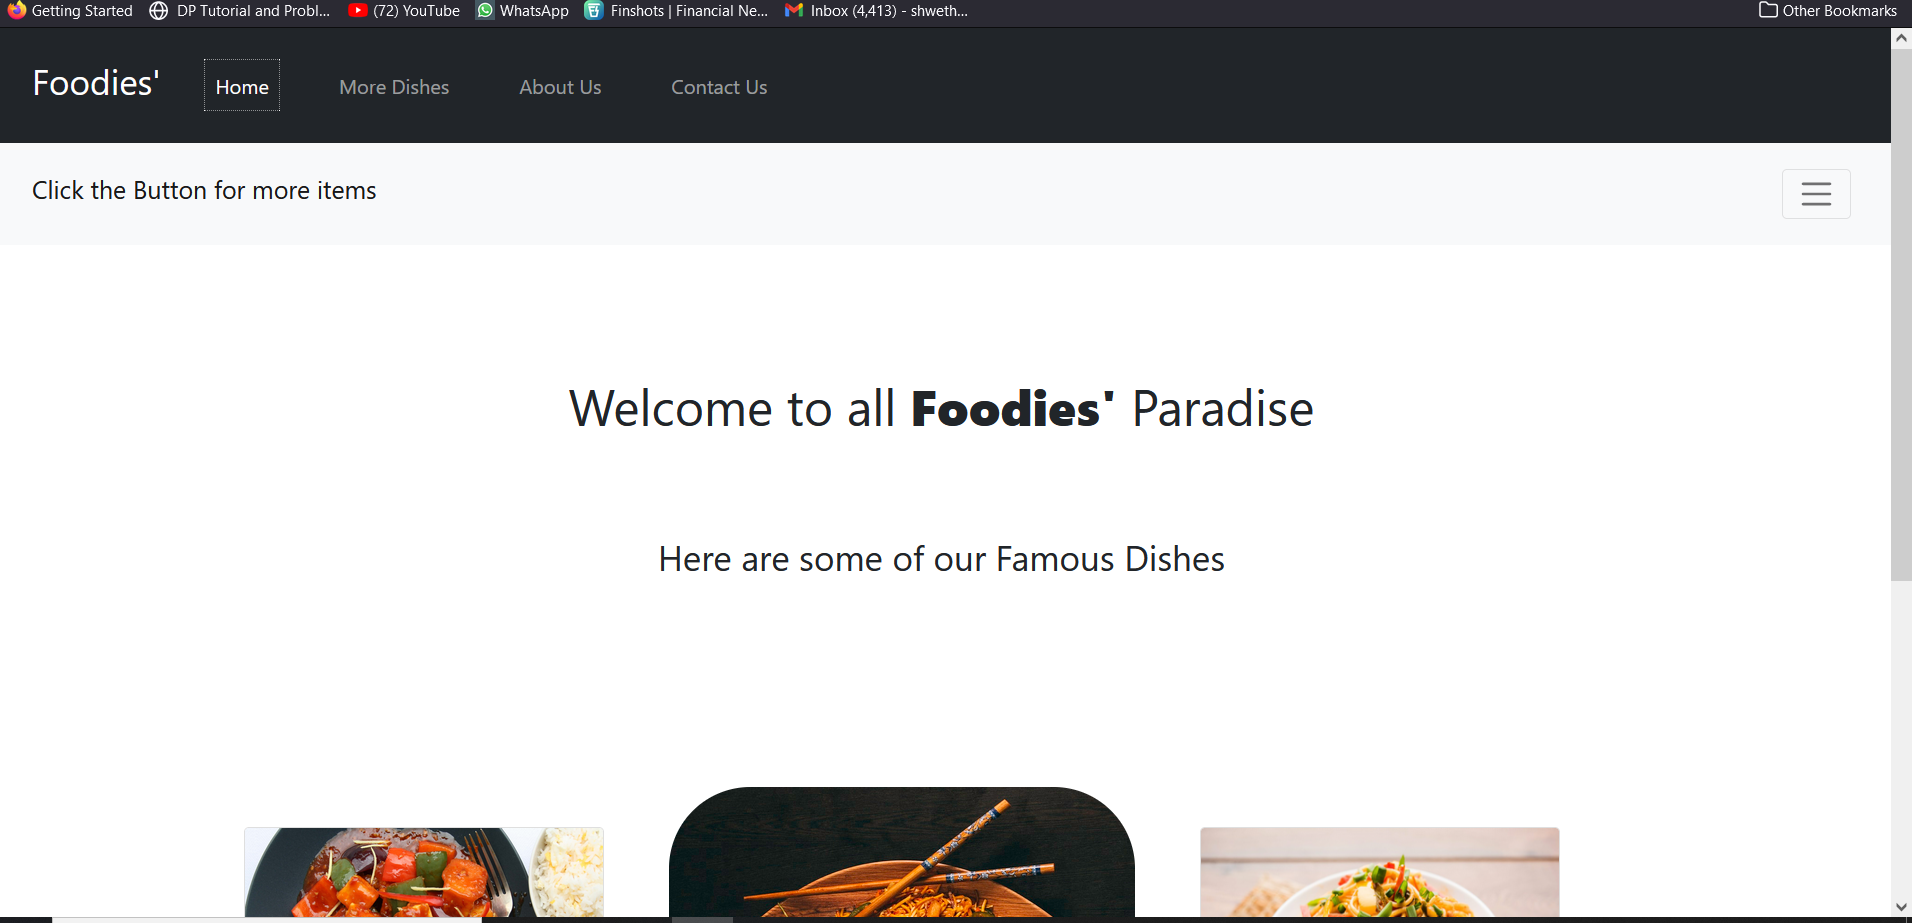 Getting Started DP Tutorial and Probl... (72) YouTube WhatsApp Finshots | Financial Ne... Inbox (4,413) - shweth... Other Bookmarks
Foodies' Home More Dishes About Us Contact Us
Click the Button for more items
Welcome to all Foodies' Paradise
Here are some of our Famous Dishes